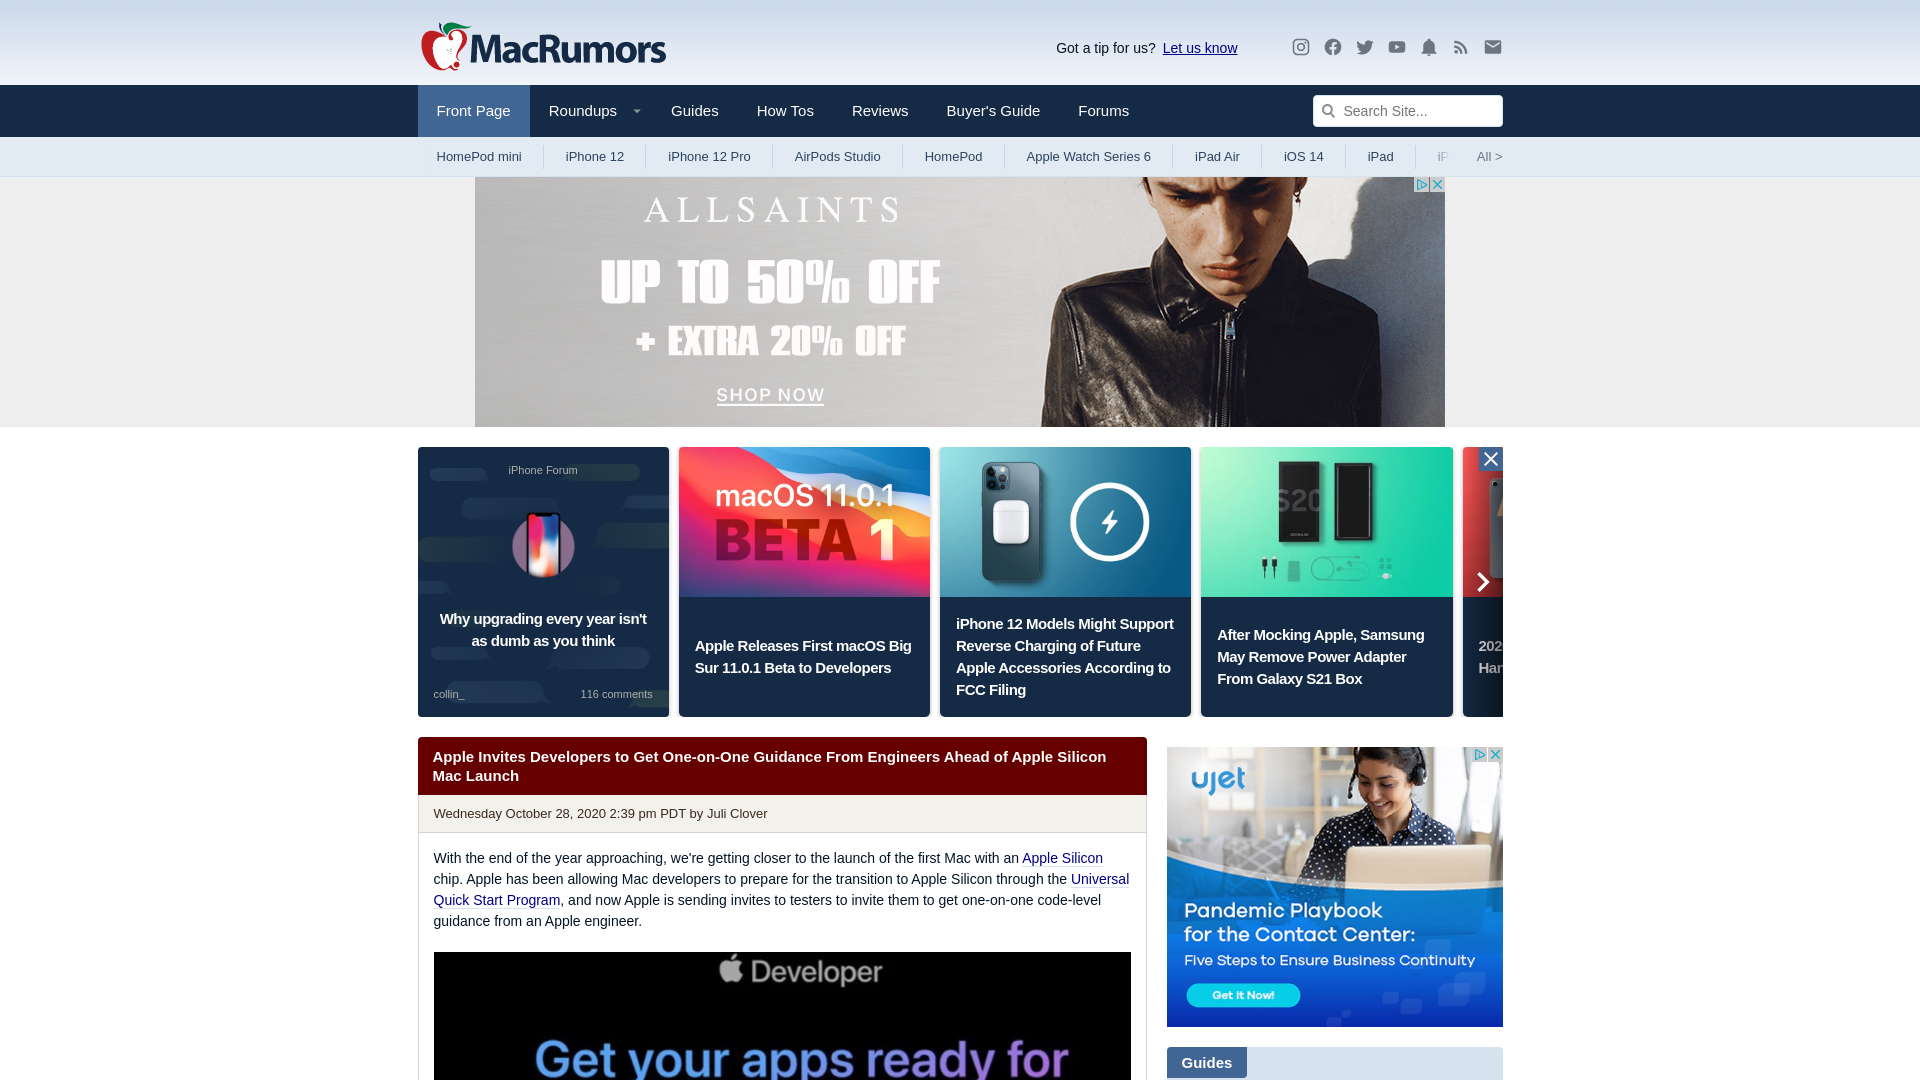 MacRumors
Got a tip for us? Let us know
Front Page Roundups Guides How Tos Reviews Buyer's Guide Forums Search Site...
HomePod mini iPhone 12 iPhone 12 Pro AirPods Studio HomePod Apple Watch Series 6 iPad Air iOS 14 iPad iP All >
ALLSAINTS
UP TO 50% OFF
+ EXTRA 20% OFF
SHOP NOW
iPhone Forum
Why upgrading every year isn't
as dumb as you think
collin_ 116 comments
macOS 11.0.1
BETA 1
Apple Releases First macOS Big
Sur 11.0.1 Beta to Developers
iPhone 12 Models Might Support
Reverse Charging of Future
Apple Accessories According to
FCC Filing
S20
After Mocking Apple, Samsung
May Remove Power Adapter
From Galaxy S21 Box
202
Han
Apple Invites Developers to Get One-on-One Guidance From Engineers Ahead of Apple Silicon
Mac Launch
Wednesday October 28, 2020 2:39 pm PDT by Juli Clover
With the end of the year approaching, we're getting closer to the launch of the first Mac with an Apple Silicon
chip. Apple has been allowing Mac developers to prepare for the transition to Apple Silicon through the Universal
Quick Start Program, and now Apple is sending invites to testers to invite them to get one-on-one code-level
guidance from an Apple engineer.
Developer
Get your apps ready for
ujet
Pandemic Playbook
for the Contact Center:
Five Steps to Ensure Business Continuity
Get It Now!
Guides